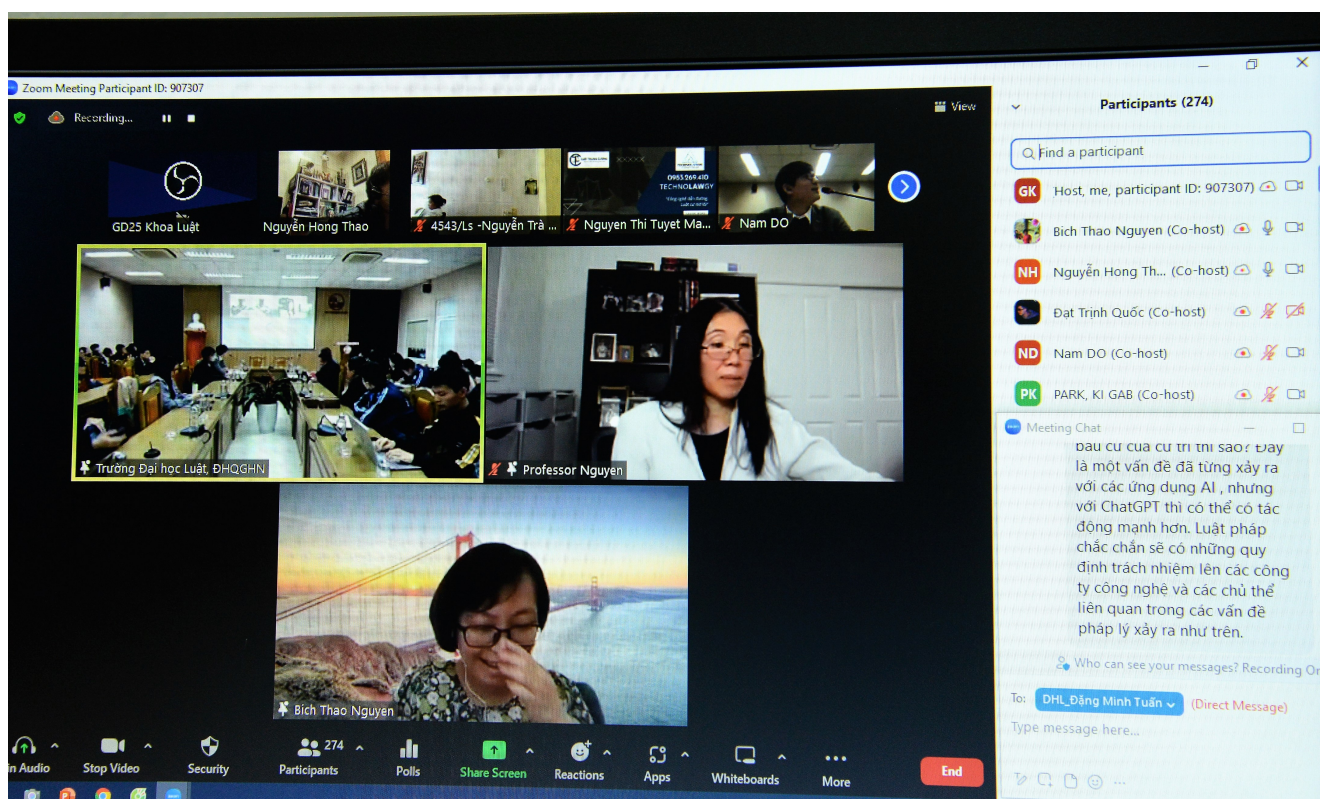 Zoom Meeting Participant ID: 907307
Recording...
View
GD25 Khoa Luật
Nguyễn Hong Thao
4543/Ls -Nguyễn Trà ...
0953.269.410
TECHNOLAWGY
Nguyen Thi Tuyet Ma...
Nam DO
Trường Đại học Luật, ĐHQGHN
Professor Nguyen
Bich Thao Nguyen
in Audio
Stop Video
Security
274
Participants
Polls
Share Screen
Reactions
Apps
Whiteboards
More
End
Participants (274)
Find a participant
GK Host, me, participant ID: 907307)
Bich Thao Nguyen (Co-host)
NH Nguyễn Hong Th... (Co-host)
Đạt Trịnh Quốc (Co-host)
ND Nam DO (Co-host)
PK PARK, KI GAB (Co-host)
Meeting Chat
bầu cử của cử tri thì sao? Đây
là một vấn đề đã từng xảy ra
với các ứng dụng AI , nhưng
với ChatGPT thì có thể có tác
động mạnh hơn. Luật pháp
chắc chắn sẽ có những quy
định trách nhiệm lên các công
ty công nghệ và các chủ thể
liên quan trong các vấn đề
pháp lý xảy ra như trên.
Who can see your messages? Recording On
To: DHL_Đặng Minh Tuấn (Direct Message)
Type message here...